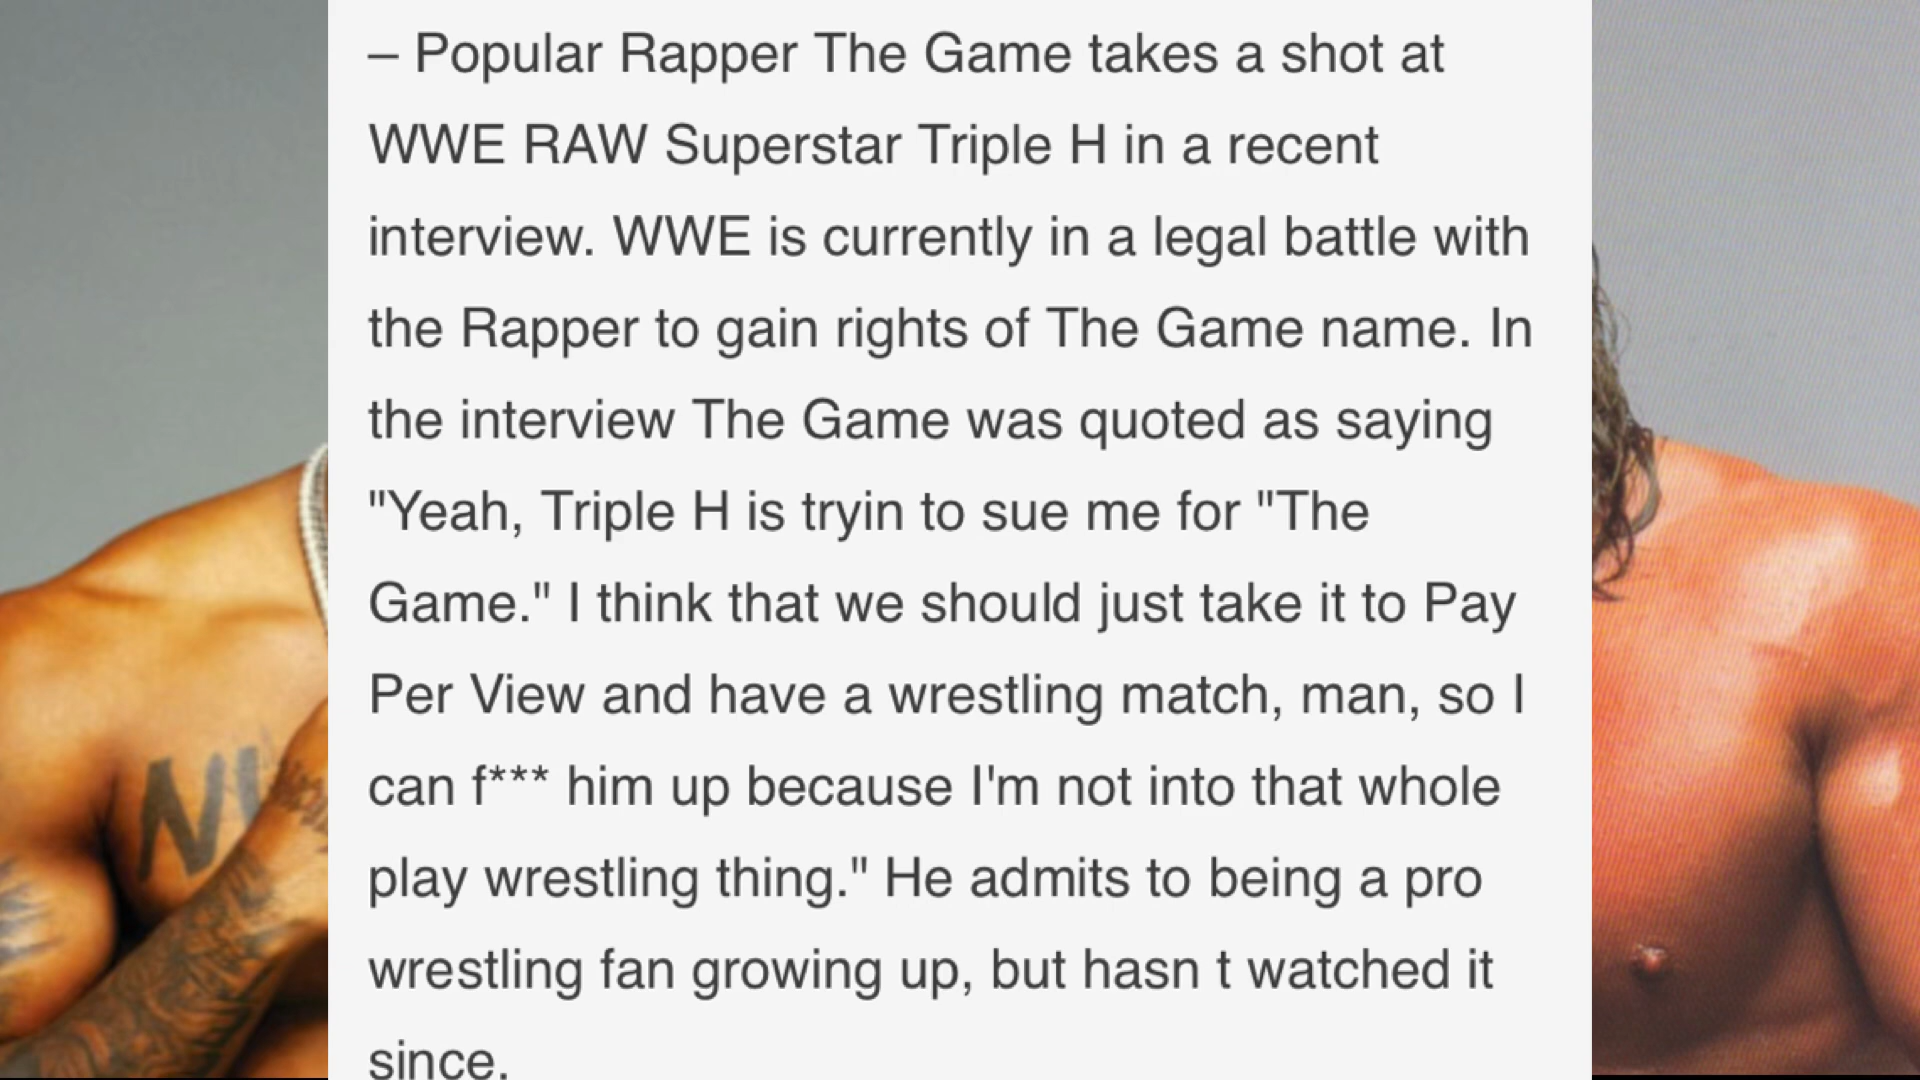 – Popular Rapper The Game takes a shot at
WWE RAW Superstar Triple H in a recent
interview. WWE is currently in a legal battle with
the Rapper to gain rights of The Game name. In
the interview The Game was quoted as saying
"Yeah, Triple H is tryin to sue me for "The
Game." I think that we should just take it to Pay
Per View and have a wrestling match, man, so I
can f*** him up because I'm not into that whole
play wrestling thing." He admits to being a pro
wrestling fan growing up, but hasn t watched it
since.